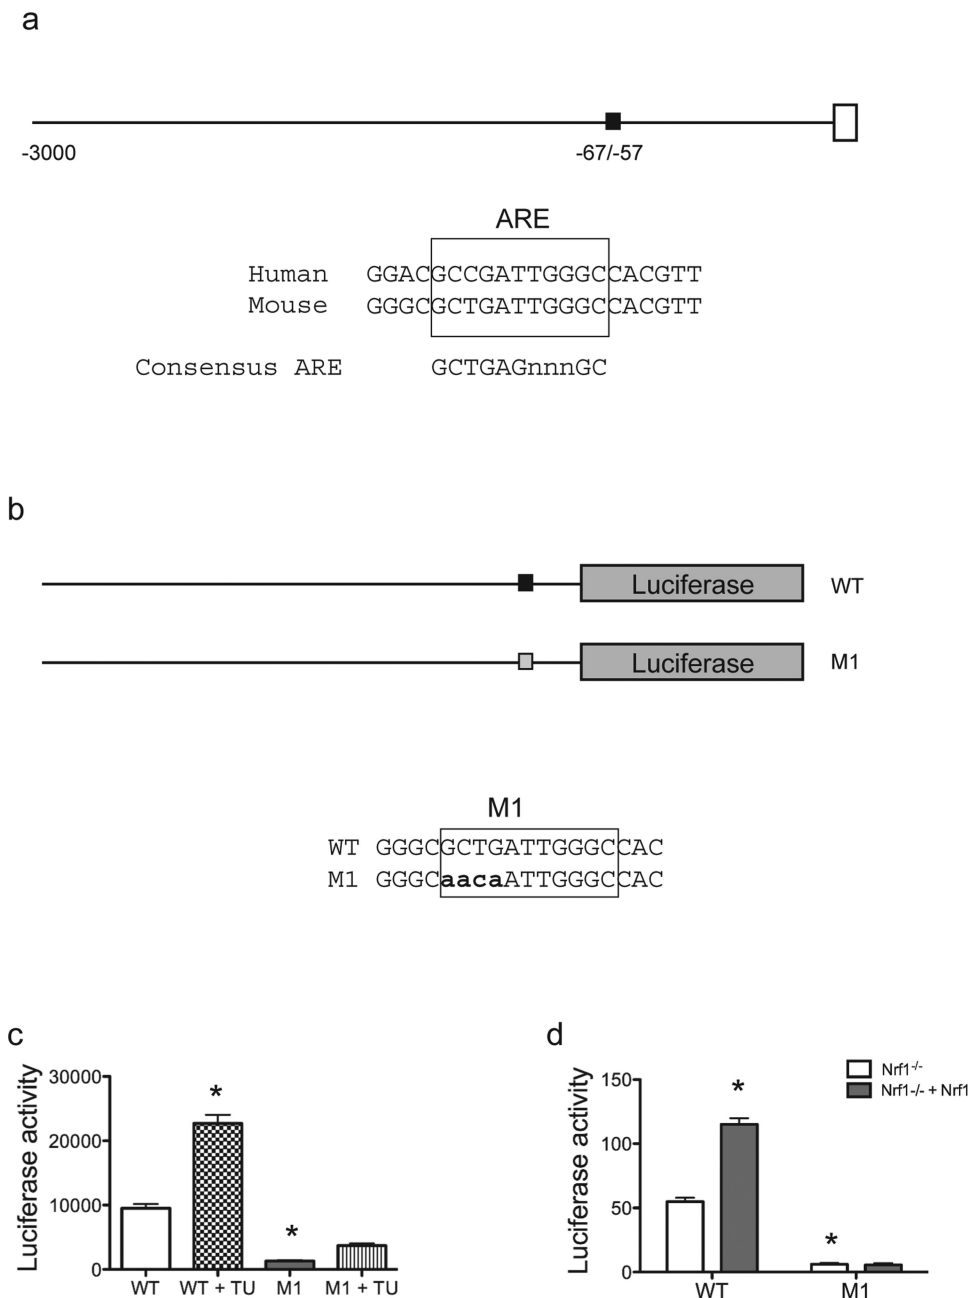 a
-3000
-67/-57
ARE
Human GGACGCCGATTGGGCCACGTT
Mouse GGGCGCTGATTGGGCCACGTT
Consensus ARE GCTGAGnnnGC
b
Luciferase WT
Luciferase M1
M1
WT GGGCGCTGATTGGGCCAC
M1 GGGCaacaATTGGGCCAC
c
Luciferase activity
30000
20000
10000
0
*
*
WT WT + TU M1 M1 + TU
d
Luciferase activity
150
100
50
0
*
*
WT M1
Nrf1-/-
Nrf1-/- + Nrf1